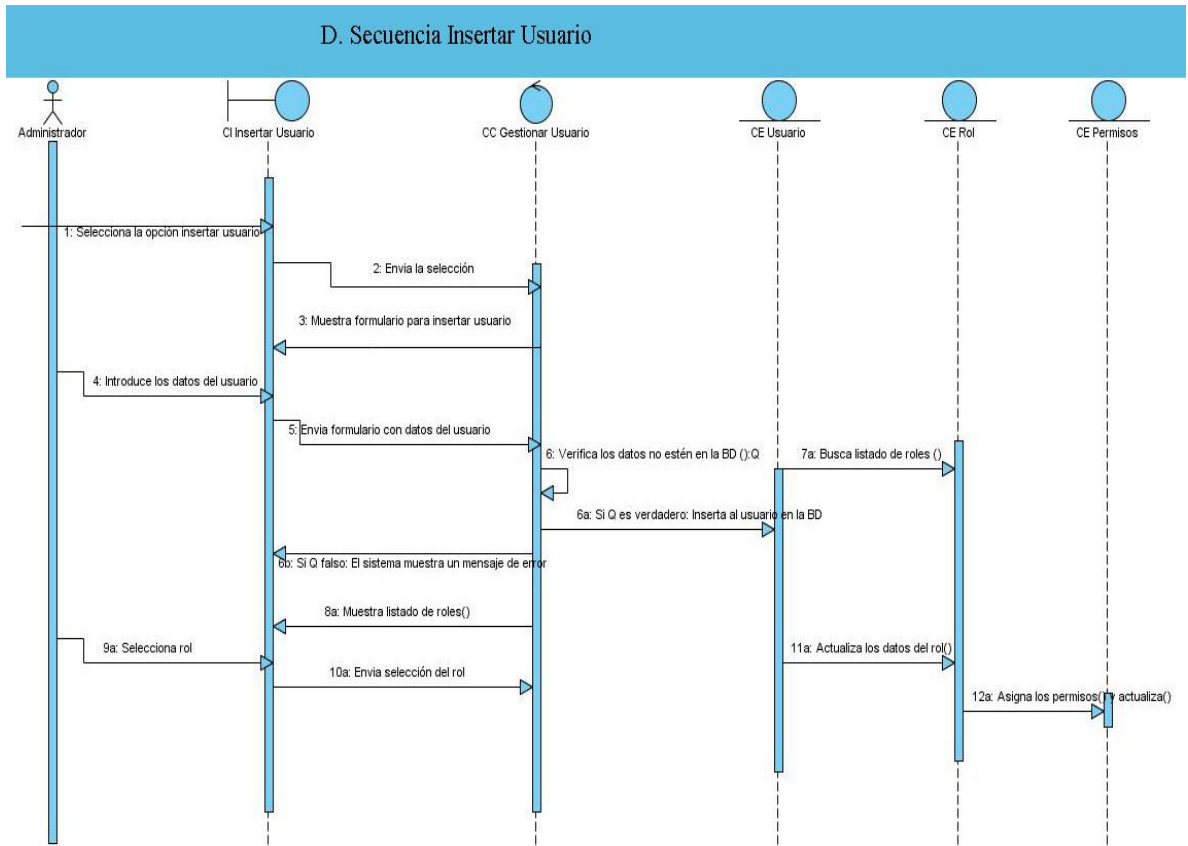 D. Secuencia Insertar Usuario
Administrador
CI Insertar Usuario
CC Gestionar Usuario
CE Usuario
CE Rol
CE Permisos
1: Selecciona la opción insertar usuario
2: Envia la selección
3: Muestra formulario para insertar usuario
4: Introduce los datos del usuario
5: Envia formulario con datos del usuario
6: Verifica los datos no estén en la BD ():Q
7a: Busca listado de roles ()
6a: Si Q es verdadero: Inserta al usuario en la BD
6b: Si Q falso: El sistema muestra un mensaje de error
8a: Muestra listado de roles()
9a: Selecciona rol
11a: Actualiza los datos del rol()
10a: Envia selección del rol
12a: Asigna los permisos() y actualiza()